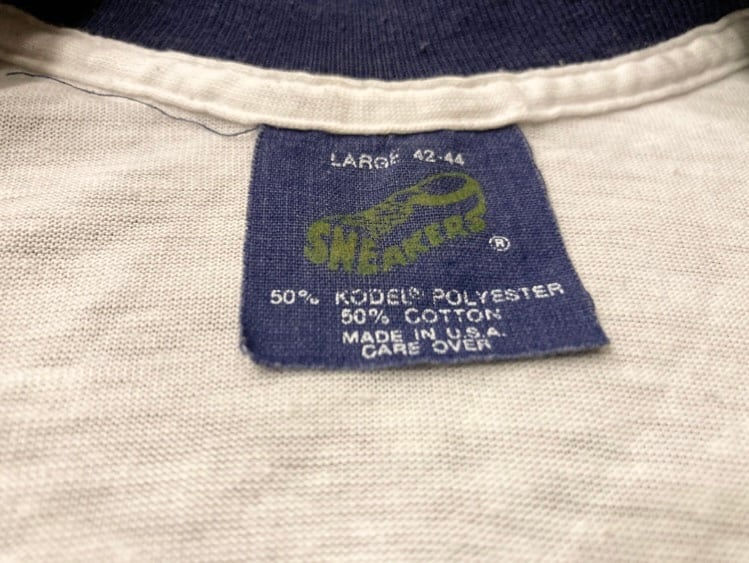 LARGE 42-44
SNEAKERS ®
50% KODEL® POLYESTER
50% COTTON
MADE IN U.S.A.
CARE OVER